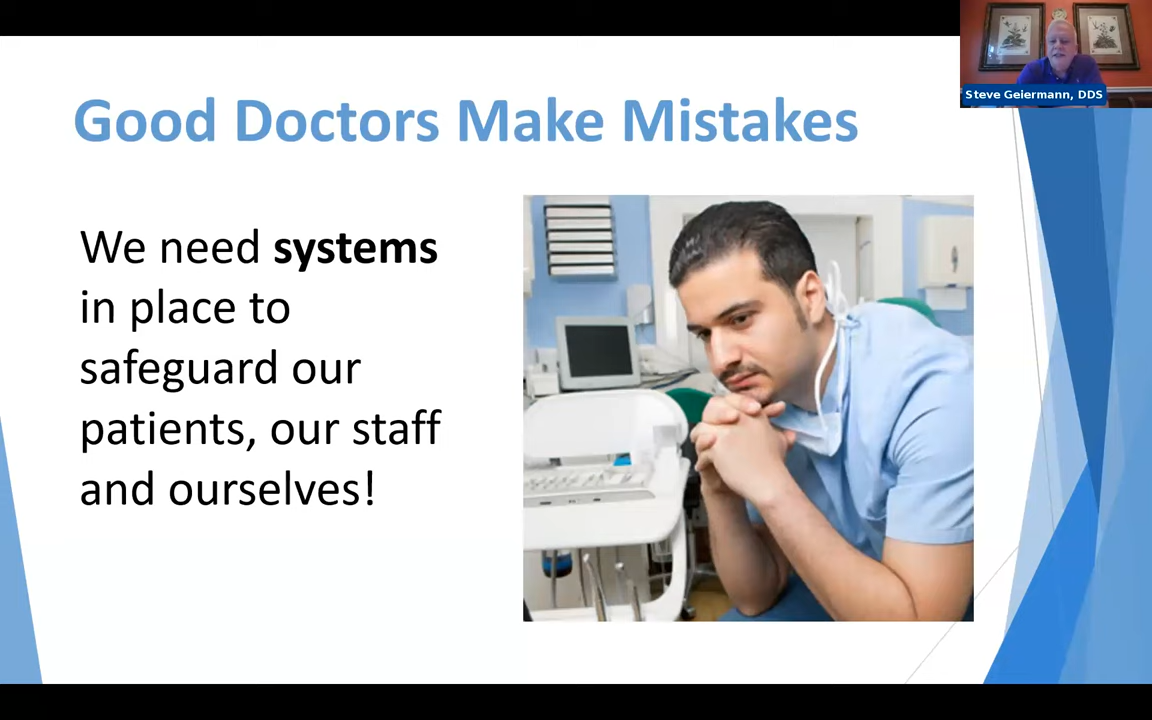 Steve Geiermann, DDS
Good Doctors Make Mistakes
We need systems
in place to
safeguard our
patients, our staff
and ourselves!